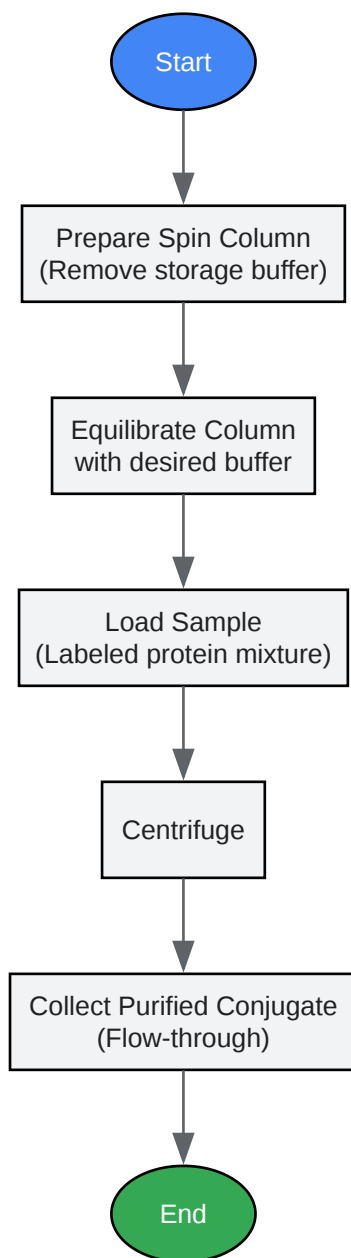 Start
Prepare Spin Column
(Remove storage buffer)
Equilibrate Column
with desired buffer
Load Sample
(Labeled protein mixture)
Centrifuge
Collect Purified Conjugate
(Flow-through)
End